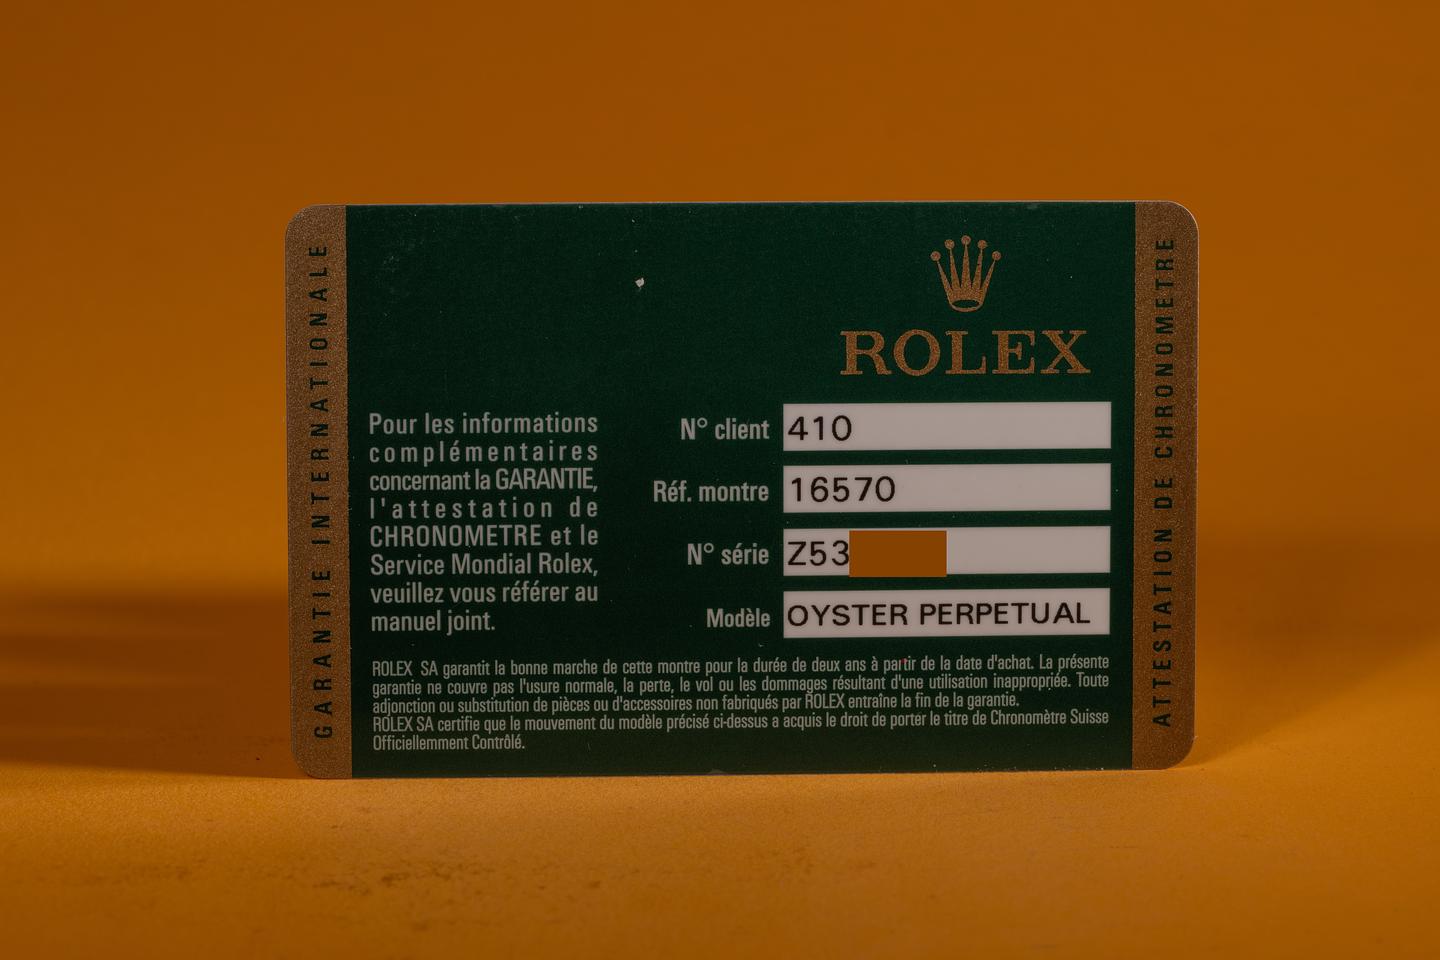 GARANTIE INTERNATIONALE
ROLEX
Pour les informations
complémentaires
concernant la GARANTIE,
l'attestation de
CHRONOMETRE et le
Service Mondial Rolex,
veuillez vous référer au
manuel joint.
N° client 410
Réf. montre 16570
N° série Z53
Modèle OYSTER PERPETUAL
ROLEX SA garantit la bonne marche de cette montre pour la durée de deux ans à partir de la date d'achat. La présente
garantie ne couvre pas l'usure normale, la perte, le vol ou les dommages résultant d'une utilisation inappropriée. Toute
adjonction ou substitution de pièces ou d'accessoires non fabriqués par ROLEX entraîne la fin de la garantie.
ROLEX SA certifie que le mouvement du modèle précisé ci-dessus a acquis le droit de porter le titre de Chronomètre Suisse
Officiellemment Contrôlé.
ATTESTATION DE CHRONOMETRE